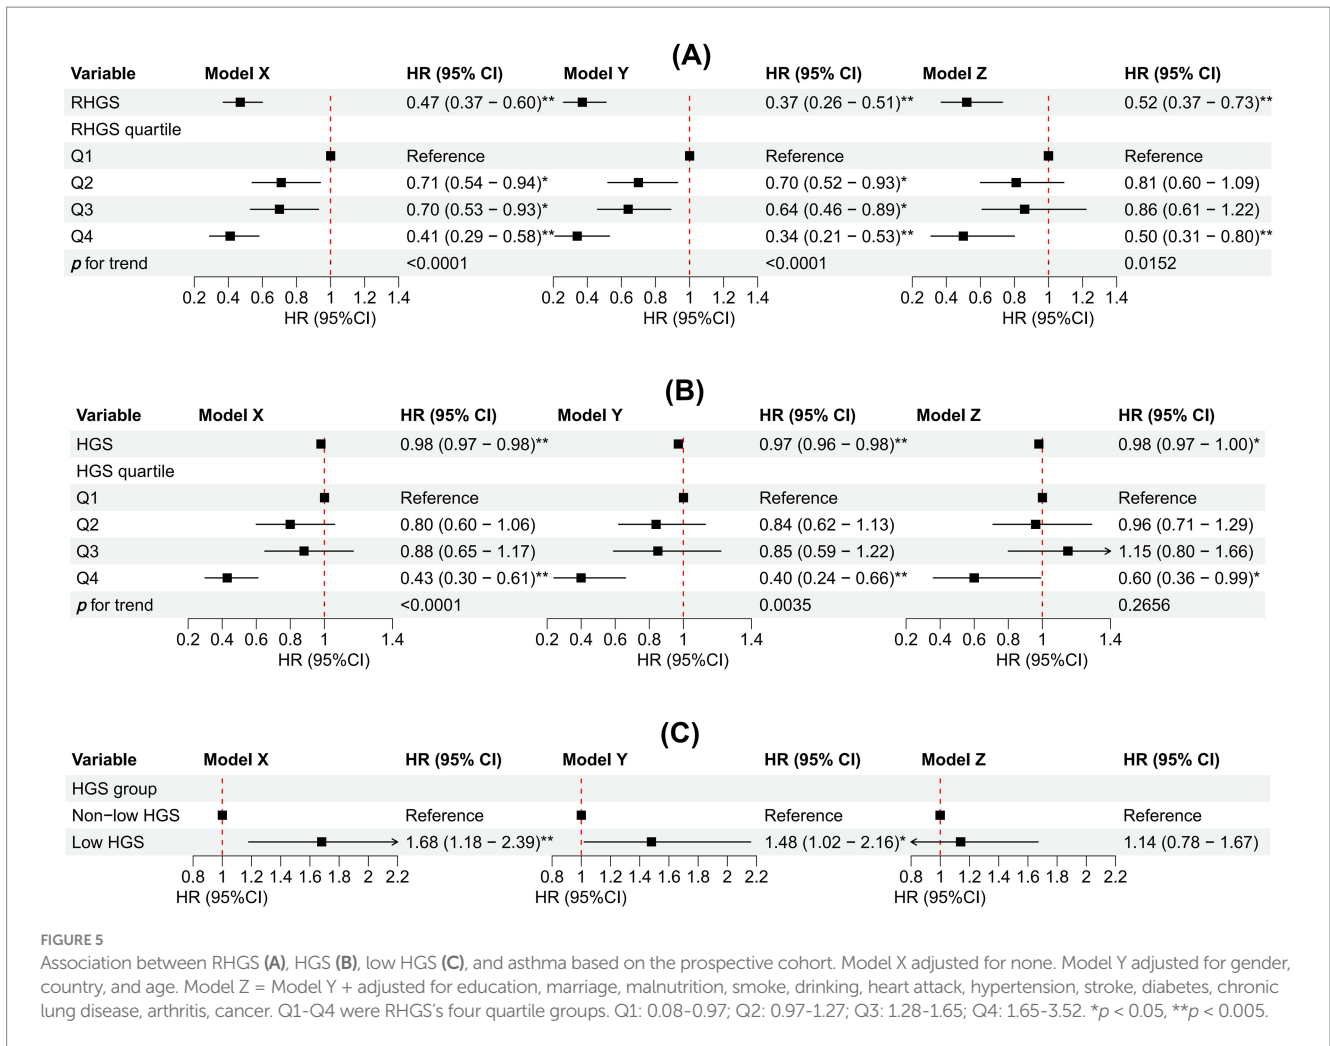 (A)
Variable Model X HR (95% CI) Model Y HR (95% CI) Model Z HR (95% CI)
RHGS 0.47 (0.37 − 0.60)** 0.37 (0.26 − 0.51)** 0.52 (0.37 − 0.73)**
RHGS quartile
Q1 Reference Reference Reference
Q2 0.71 (0.54 − 0.94)* 0.70 (0.52 − 0.93)* 0.81 (0.60 − 1.09)
Q3 0.70 (0.53 − 0.93)* 0.64 (0.46 − 0.89)* 0.86 (0.61 − 1.22)
Q4 0.41 (0.29 − 0.58)** 0.34 (0.21 − 0.53)** 0.50 (0.31 − 0.80)**
p for trend <0.0001 <0.0001 0.0152
0.2 0.4 0.6 0.8 1 1.2 1.4 0.2 0.4 0.6 0.8 1 1.2 1.4 0.2 0.4 0.6 0.8 1 1.4
HR (95%CI) HR (95%CI) HR (95%CI)
(B)
Variable Model X HR (95% CI) Model Y HR (95% CI) Model Z HR (95% CI)
HGS 0.98 (0.97 − 0.98)** 0.97 (0.96 − 0.98)** 0.98 (0.97 − 1.00)*
HGS quartile
Q1 Reference Reference Reference
Q2 0.80 (0.60 − 1.06) 0.84 (0.62 − 1.13) 0.96 (0.71 − 1.29)
Q3 0.88 (0.65 − 1.17) 0.85 (0.59 − 1.22) 1.15 (0.80 − 1.66)
Q4 0.43 (0.30 − 0.61)** 0.40 (0.24 − 0.66)** 0.60 (0.36 − 0.99)*
p for trend <0.0001 0.0035 0.2656
0.2 0.4 0.6 0.8 1 1.4 0.2 0.4 0.6 0.8 1 1.4 0.2 0.4 0.6 0.8 1 1.4
HR (95%CI) HR (95%CI) HR (95%CI)
(C)
Variable Model X HR (95% CI) Model Y HR (95% CI) Model Z HR (95% CI)
HGS group
Non−low HGS Reference Reference Reference
Low HGS 1.68 (1.18 − 2.39)** 1.48 (1.02 − 2.16)* 1.14 (0.78 − 1.67)
0.8 1 1.2 1.4 1.6 1.8 2 2.2 0.8 1 1.2 1.4 1.6 1.8 2 2.2 0.8 1 1.2 1.4 1.6 1.8 2 2.2
HR (95%CI) HR (95%CI) HR (95%CI)
FIGURE 5
Association between RHGS (A), HGS (B), low HGS (C), and asthma based on the prospective cohort. Model X adjusted for none. Model Y adjusted for gender,
country, and age. Model Z = Model Y + adjusted for education, marriage, malnutrition, smoke, drinking, heart attack, hypertension, stroke, diabetes, chronic
lung disease, arthritis, cancer. Q1-Q4 were RHGS's four quartile groups. Q1: 0.08-0.97; Q2: 0.97-1.27; Q3: 1.28-1.65; Q4: 1.65-3.52. *p < 0.05, **p < 0.005.